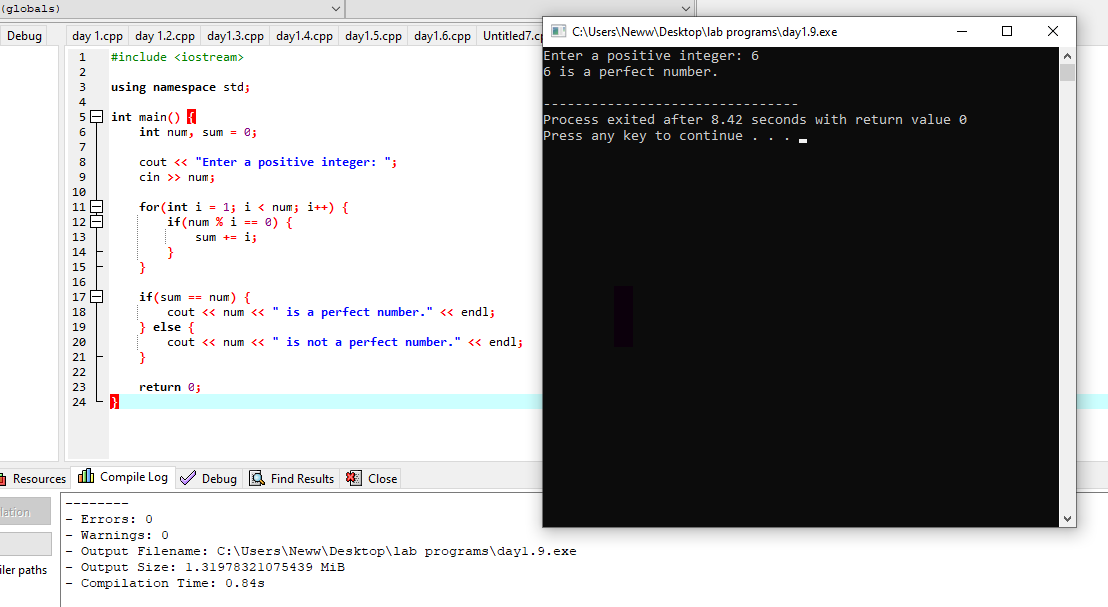 (globals)
Debug
day 1.cpp day 1.2.cpp day1.3.cpp day1.4.cpp day1.5.cpp day1.6.cpp Untitled7.cp
1 #include <iostream>
2
3 using namespace std;
4
5 int main() {
6 int num, sum = 0;
7
8 cout << "Enter a positive integer: ";
9 cin >> num;
10
11 for(int i = 1; i < num; i++) {
12 if(num % i == 0) {
13 sum += i;
14 }
15 }
16
17 if(sum == num) {
18 cout << num << " is a perfect number." << endl;
19 } else {
20 cout << num << " is not a perfect number." << endl;
21 }
22
23 return 0;
24 }
C:\Users\Neww\Desktop\lab programs\day1.9.exe
Enter a positive integer: 6
6 is a perfect number.
--------------------------------
Process exited after 8.42 seconds with return value 0
Press any key to continue . . .
Resources Compile Log Debug Find Results Close
lation
iler paths
--------
- Errors: 0
- Warnings: 0
- Output Filename: C:\Users\Neww\Desktop\lab programs\day1.9.exe
- Output Size: 1.31978321075439 MiB
- Compilation Time: 0.84s